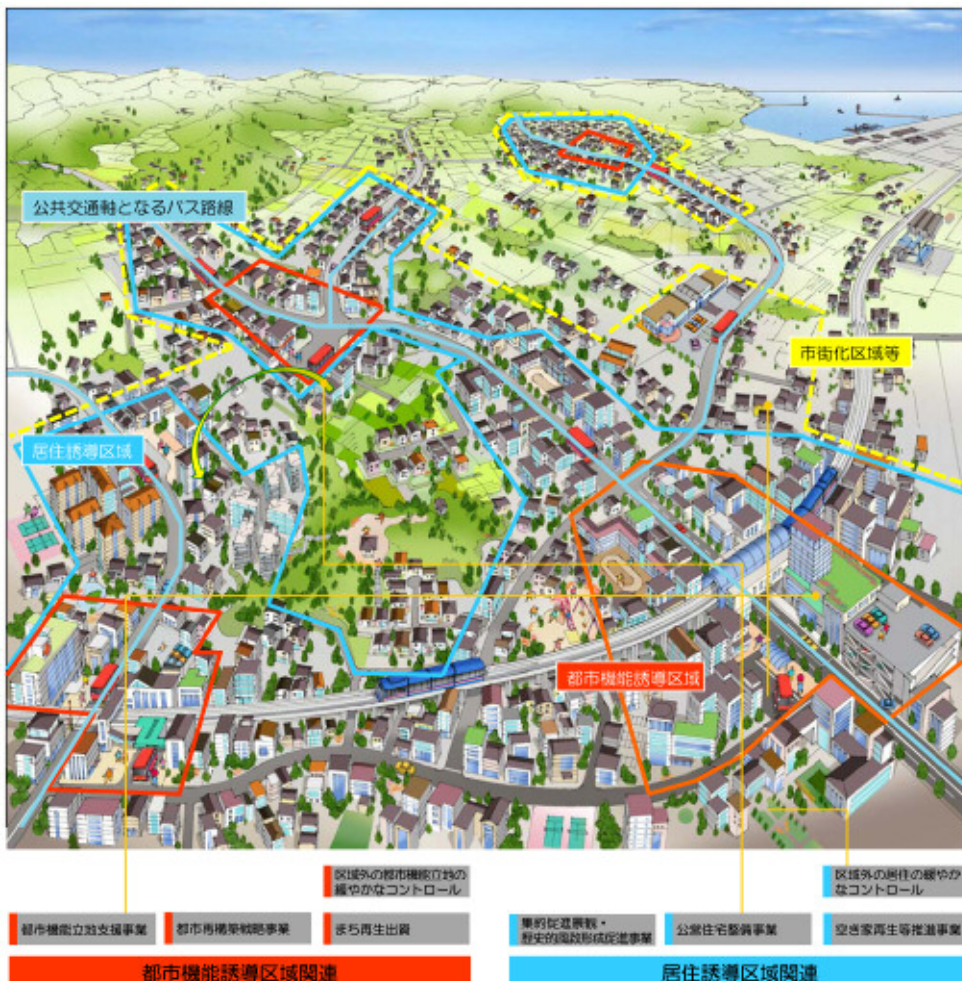 公共交通軸となるバス路線
市街化区域等
居住誘導区域
都市機能誘導区域
区域外の都市機能立地の
緩やかなコントロール
都市機能立地支援事業
都市再構築戦略事業
まち再生出資
都市機能誘導区域関連
区域外の居住の緩やか
なコントロール
集約促進景観・
歴史的風致形成促進事業
公営住宅整備事業
空き家再生等推進事業
居住誘導区域関連